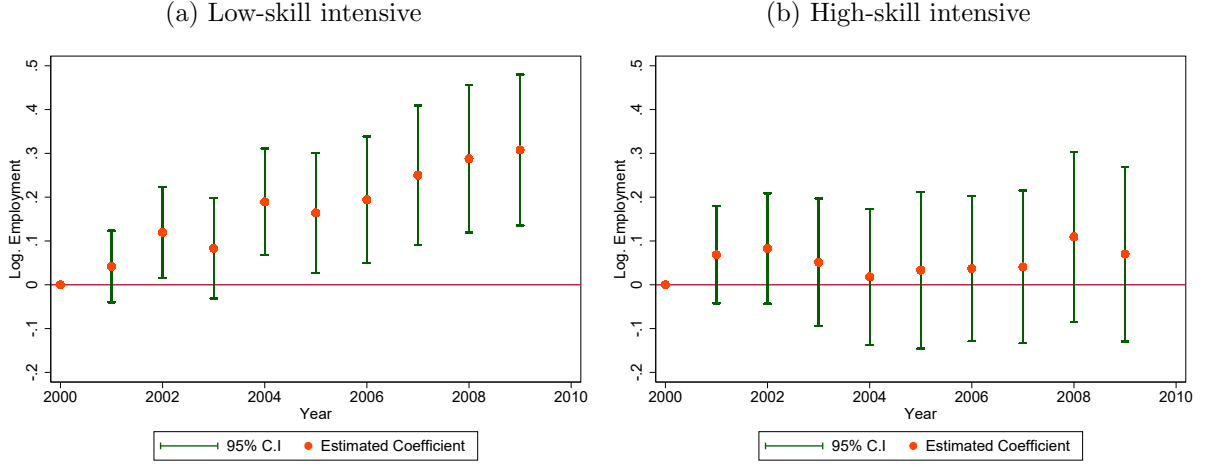 (a) Low-skill intensive
Log. Employment
.5
.4
.3
.2
.1
0
-.1
-.2
2000 2002 2004 2006 2008 2010
Year
95% C.I Estimated Coefficient
(b) High-skill intensive
Log. Employment
.5
.4
.3
.2
.1
0
-.1
-.2
2000 2002 2004 2006 2008 2010
Year
95% C.I Estimated Coefficient